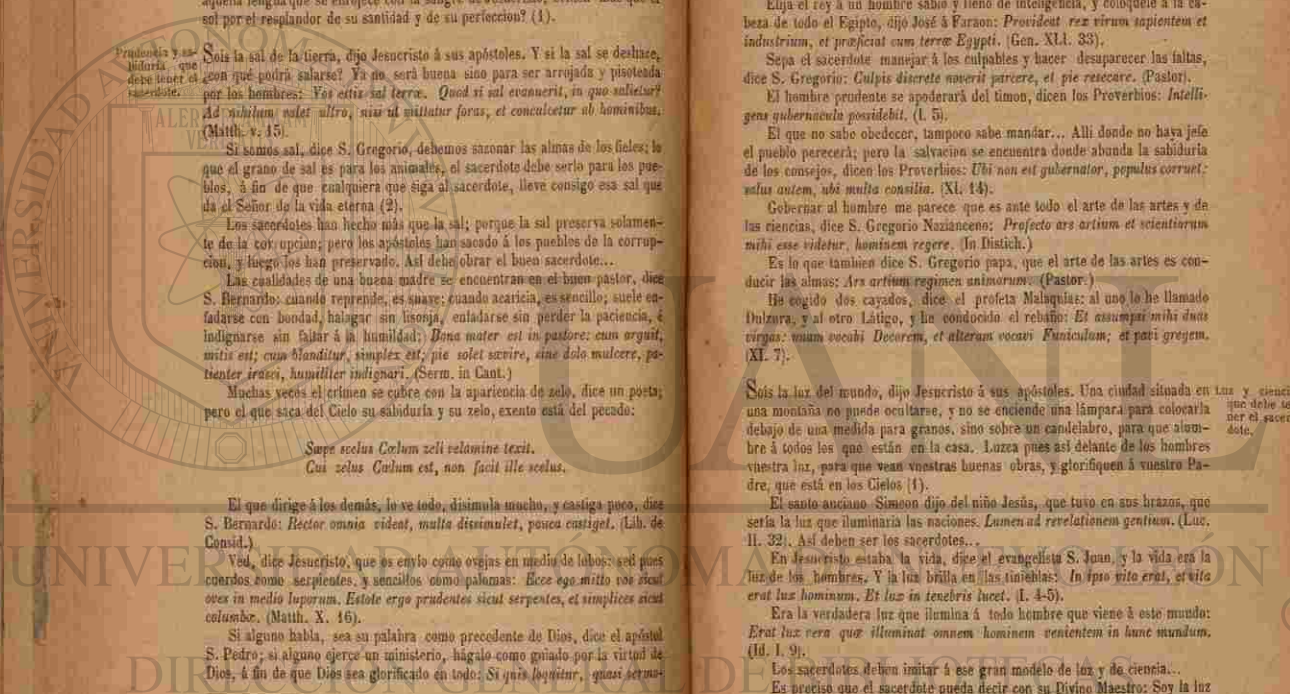 sol por el resplandor de su santidad y de su perfeccion? (1).
Prudencia y sa-
biduría que
debe tener el
sacerdote.
Sois la sal de la tierra, dijo Jesucristo á sus apóstoles. Y si la sal se deshace,
¿con qué podrá salarse? Ya no será buena sino para ser arrojada y pisoteada
por los hombres: Vos estis sal terræ. Quod si sal evanuerit, in quo salietur?
Ad nihilum valet ultro, nisi ut mittatur foras, et conculcetur ab hominibus.
(Matth. v. 15).
Si somos sal, dice S. Gregorio, debemos sazonar las almas de los fieles; lo
que el grano de sal es para los animales, el sacerdote debe serlo para los pue-
blos, á fin de que cualquiera que siga al sacerdote, lleve consigo esa sal que
da el Señor de la vida eterna (2).
Los sacerdotes han hecho más que la sal; porque la sal preserva solamen-
te de la corrupcion; pero los apóstoles han sacado á los pueblos de la corrup-
cion, y luego los han preservado. Así debe obrar el buen sacerdote...
Las cualidades de una buena madre se encuentran en el buen pastor, dice
S. Bernardo: cuando reprende, es suave; cuando acaricia, es sencillo; suele en-
fadarse con bondad, halagar sin lisonja, enfadarse sin perder la paciencia, é
indignarse sin faltar á la humildad: Bona mater est in pastore: cum arguit,
mitis est; cum blanditur, simplex est; pie solet sævire, sine dolo mulcere, pa-
tienter irasci, humiliter indignari. (Serm. in Cant.)
Muchas veces el crimen se cubre con la apariencia de zelo, dice un poeta;
pero el que saca del Cielo su sabiduría y su zelo, exento está del pecado:
Sæpe scelus Cœlum zeli velamine texit.
Cui zelus Cœlum est, non facit ille scelus.
El que dirige á los demás, lo ve todo, disimula mucho, y castiga poco, dice
S. Bernardo: Rector omnia videat, multa dissimulet, pauca castiget. (Lib. de
Consid.)
Ved, dice Jesucristo, que os envio como ovejas en medio de lobos: sed pues
cuerdos como serpientes, y sencillos como palomas: Ecce ego mitto vos sicut
oves in medio luporum. Estote ergo prudentes sicut serpentes, et simplices sicut
columbæ. (Matth. X. 16).
Si alguno habla, sea su palabra como precedente de Dios, dice el apóstol
S. Pedro; si alguno ejerce un ministerio, hágalo como guiado por la virtud de
Dios, á fin de que Dios sea glorificado en todo: Si quis loquitur, quasi sermo-
Elija el rey á un hombre sábio y lleno de inteligencia, y colóquele á la ca-
beza de todo el Egipto, dijo José á Faraon: Provideat rex virum sapientem et
industrium, et præficiat eum terræ Egypti. (Gen. XLI. 33).
Sepa el sacerdote manejar á los culpables y hacer desaparecer las faltas,
dice S. Gregorio: Culpis discrete noverit parcere, et pie resecare. (Pastor).
El hombre prudente se apoderará del timon, dicen los Proverbios: Intelli-
gens gubernacula possidebit. (I. 5).
El que no sabe obedecer, tampoco sabe mandar... Allí donde no haya jefe
el pueblo perecerá; pero la salvacion se encuentra donde abunda la sabiduría
de los consejos, dicen los Proverbios: Ubi non est gubernator, populus corruet:
salus autem, ubi multa consilia. (XI. 14).
Gobernar al hombre me parece que es ante todo el arte de las artes y de
las ciencias, dice S. Gregorio Nazianceno: Profecto ars artium et scientiarum
mihi esse videtur, hominem regere. (In Distich.)
Es lo que tambien dice S. Gregorio papa, que el arte de las artes es con-
ducir las almas: Ars artium regimen animorum. (Pastor.)
He cogido dos cayados, dice el profeta Malaquías; al uno lo he llamado
Dulzura, y al otro Látigo, y he conducido el rebaño: Et assumpsi mihi duas
virgas: unam vocabi Decorem, et alteram vocavi Funiculum; et pavi gregem.
(XI. 7).
Sois la luz del mundo, dijo Jesucristo á sus apóstoles. Una ciudad situada en
una montaña no puede ocultarse, y no se enciende una lámpara para colocarla
debajo de una medida para granos, sino sobre un candelabro, para que alum-
bre á todos los que están en la casa. Luzca pues así delante de los hombres
vuestra luz, para que vean vuestras buenas obras, y glorifiquen á vuestro Pa-
dre, que está en los Cielos (1).
Luz y cienci
que debe te
ner el sacer
dote.
El santo anciano Simeon dijo del niño Jesús, que tuvo en sus brazos, que
sería la luz que iluminaria las naciones. Lumen ad revelationem gentium. (Luc.
II. 32). Así deben ser los sacerdotes...
En Jesucristo estaba la vida, dice el evangelista S. Juan, y la vida era la
luz de los hombres. Y la luz brilla en las tinieblas: In ipso vita erat, et vita
erat lux hominum. Et lux in tenebris lucet. (I. 4-5).
Era la verdadera luz que ilumina á todo hombre que viene á este mundo:
Erat lux vera quæ illuminat omnem hominem venientem in hunc mundum.
(Id. I. 9).
Los sacerdotes deben imitar á ese gran modelo de luz y de ciencia...
Es preciso que el sacerdote pueda decir con su Divino Maestro: Soy la luz
UANL
UNIVERSIDAD AUTÓNOMA DE NUEVO LEÓN
DIRECCIÓN GENERAL DE BIBLIOTECAS